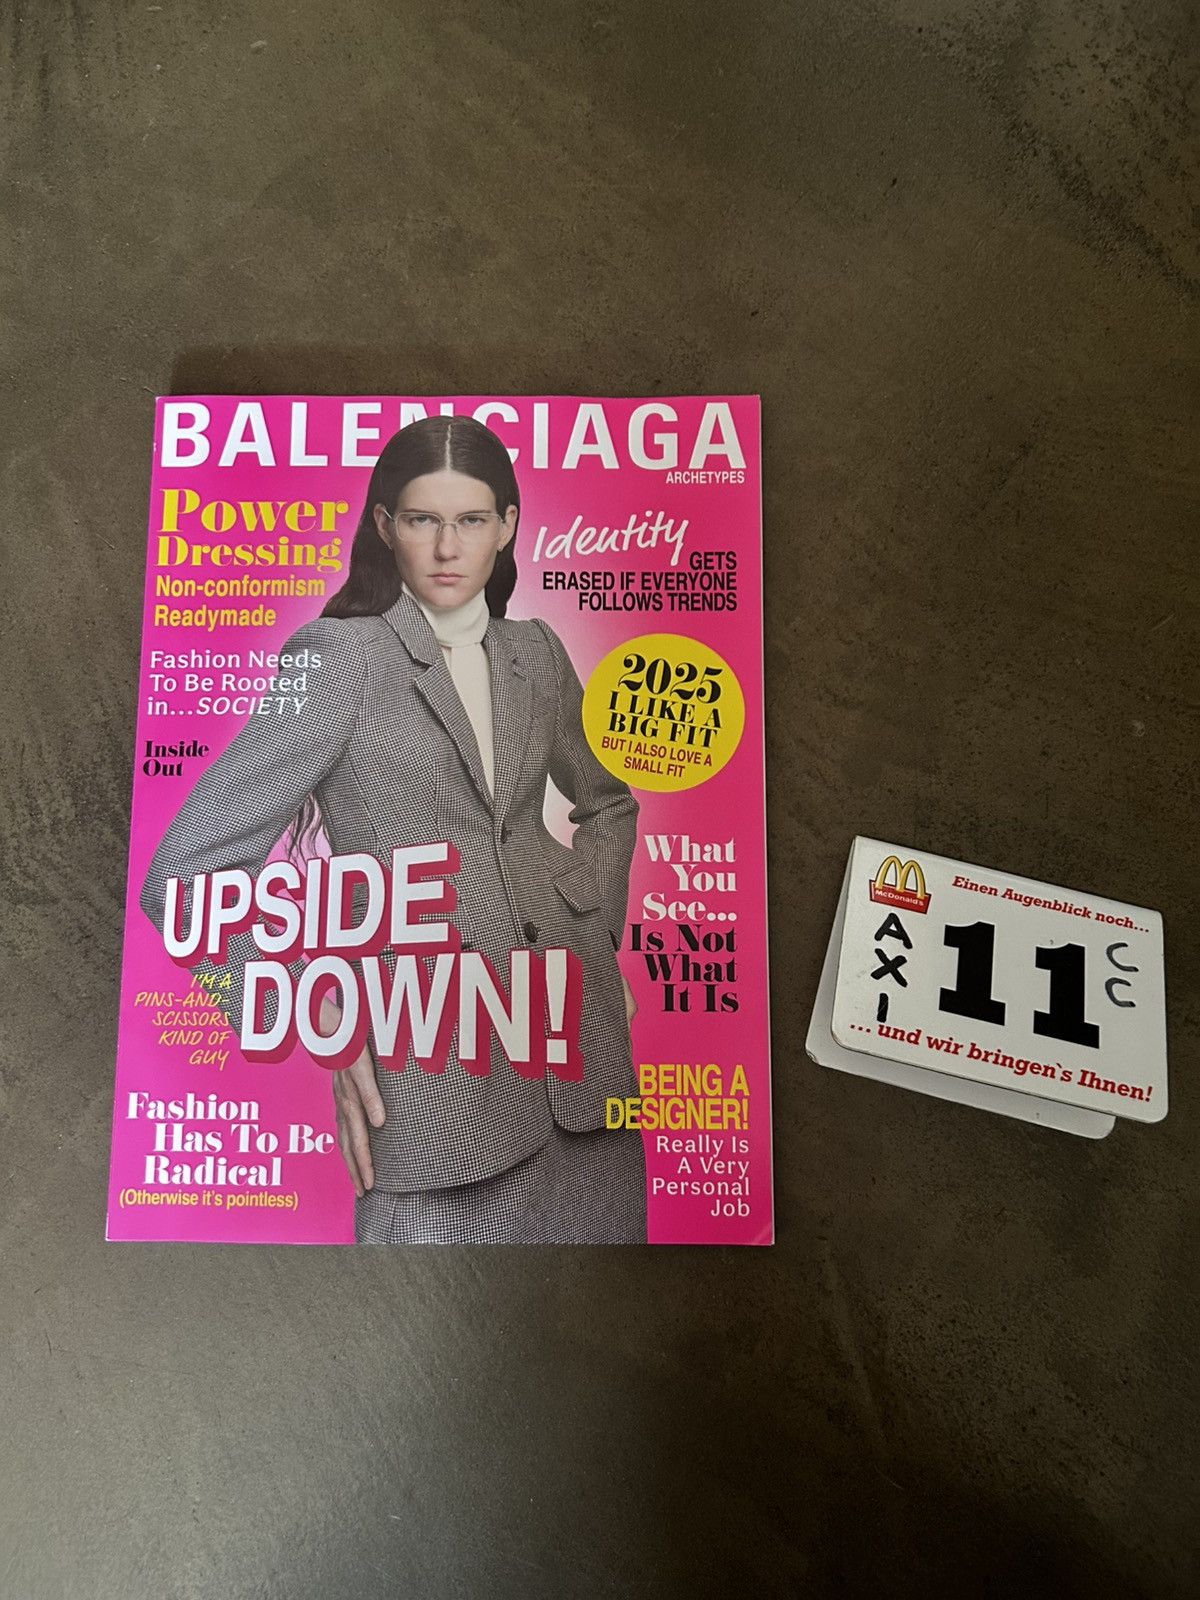 BALENCIAGA
ARCHETYPES
Power
Dressing
Non-conformism
Readymade
Fashion Needs
To Be Rooted
in...SOCIETY
Inside
Out
Identity
GETS
ERASED IF EVERYONE
FOLLOWS TRENDS
2025
I LIKE A
BIG FIT
BUT I ALSO LOVE A
SMALL FIT
What
You
See...
Is Not
What
It Is
UPSIDE
DOWN!
I'M A
PINS-AND-
SCISSORS
KIND OF
GUY
Fashion
Has To Be
Radical
(Otherwise it's pointless)
BEING A
DESIGNER!
Really Is
A Very
Personal
Job
McDonald's
Einen Augenblick noch...
AXI
11
CC
... und wir bringen`s Ihnen!